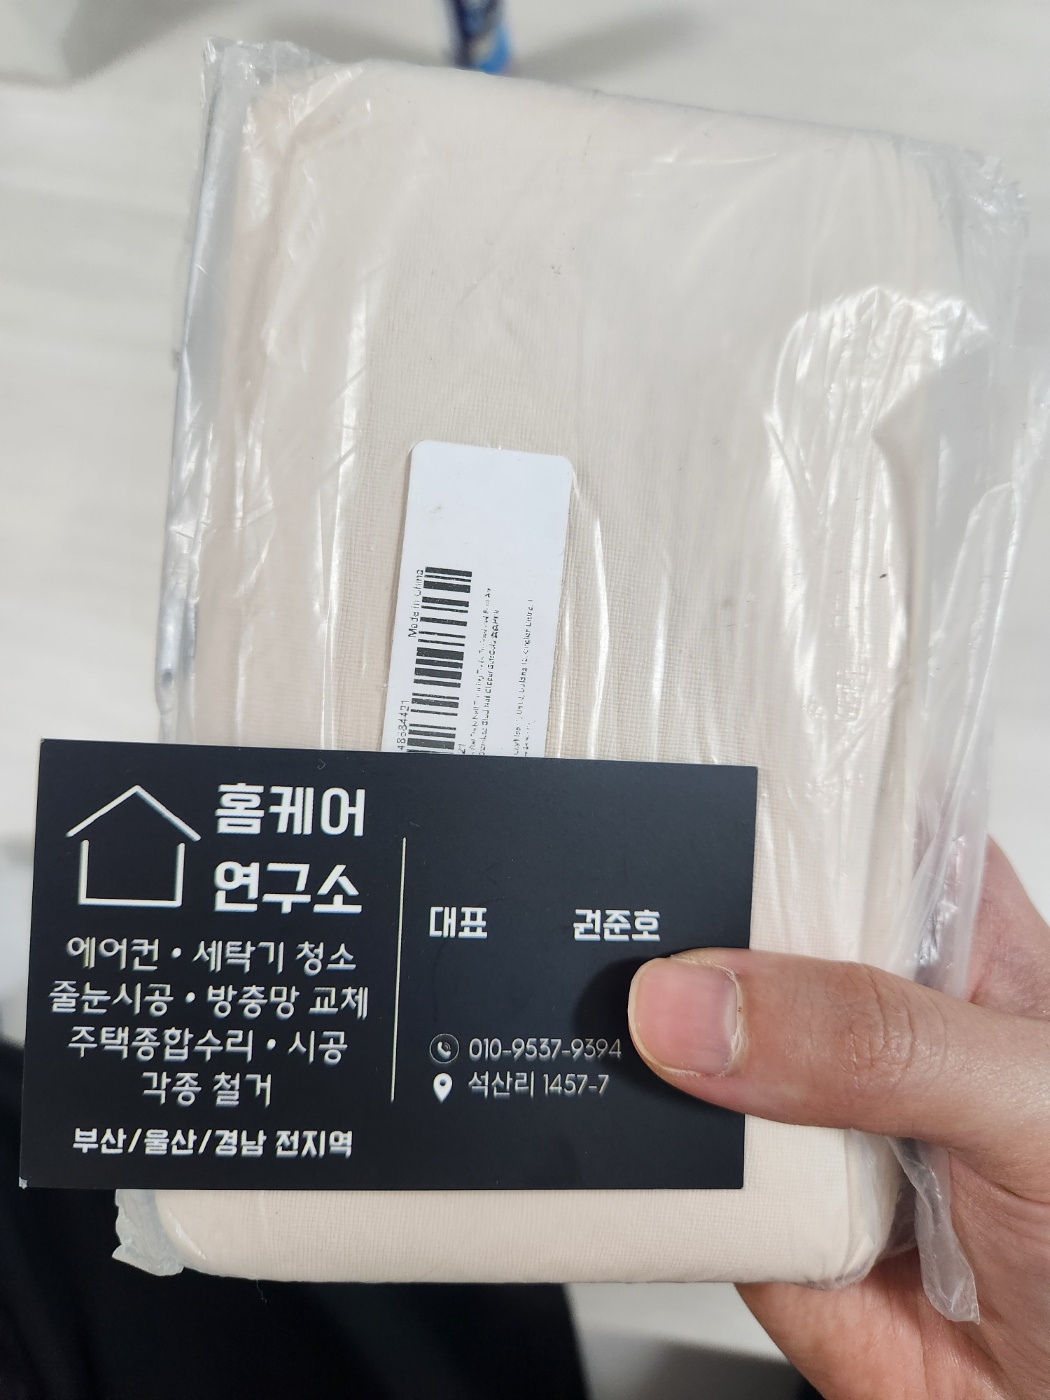 Made in China
48584421
홈케어
연구소
에어컨 • 세탁기 청소
줄눈시공 • 방충망 교체
주택종합수리 • 시공
각종 철거
부산/울산/경남 전지역
대표 권준호
010-9537-9394
석산리 1457-7